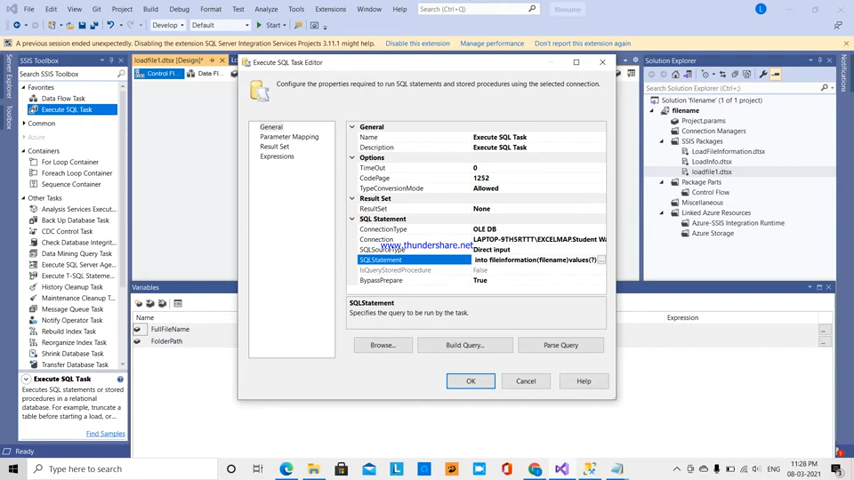 File Edit View Git Project Build Debug Format Test Analyze Tools Extensions Window Help Search (Ctrl+Q) filename L
Develop Default Start
A previous session ended unexpectedly. Disabling the extension SQL Server Integration Services Projects 3.11.1 might help. Disable this extension Manage performance Don't report this extension again
Server Explorer
Toolbox
SSIS Toolbox
Search SSIS Toolbox
Favorites
Data Flow Task
Execute SQL Task
Common
Azure
Containers
For Loop Container
Foreach Loop Container
Sequence Container
Other Tasks
Analysis Services Execut...
Back Up Database Task
CDC Control Task
Check Database Integrit...
Data Mining Query Task
Execute SQL Server Age...
Execute T-SQL Stateme...
History Cleanup Task
Maintenance Cleanup T...
Message Queue Task
Notify Operator Task
Rebuild Index Task
Reorganize Index Task
Shrink Database Task
Transfer Database Task
Execute SQL Task
Executes SQL statements or stored procedures in a relational database. For example, truncate a table before starting a load, or...
Find Samples
loadfile1.dtsx [Design]*
Control Fl...
Data Fl...
Execute SQL Task Editor
Configure the properties required to run SQL statements and stored procedures using the selected connection.
General
Parameter Mapping
Result Set
Expressions
General
Name Execute SQL Task
Description Execute SQL Task
Options
TimeOut 0
CodePage 1252
TypeConversionMode Allowed
Result Set
ResultSet None
SQL Statement
ConnectionType OLE DB
Connection LAPTOP-9TH5RTTT\EXCELMAP.Student Wa
www.thundershare.net
SQLSourceType Direct input
SQLStatement into fileinformation(filename)values(?) ...
IsQueryStoredProcedure False
BypassPrepare True
SQLStatement
Specifies the query to be run by the task.
Browse... Build Query... Parse Query
OK Cancel Help
Variables
Name Expression
FullFileName
FolderPath
Solution Explorer
Search Solution Explorer (Ctrl+;)
Solution 'filename' (1 of 1 project)
filename
Project.params
Connection Managers
SSIS Packages
LoadFileInformation.dtsx
LoadInfo.dtsx
loadfile1.dtsx
Package Parts
Control Flow
Miscellaneous
Linked Azure Resources
Azure-SSIS Integration Runtime
Azure Storage
Notifications
Ready
Type here to search
ENG
11:28 PM
08-03-2021
3